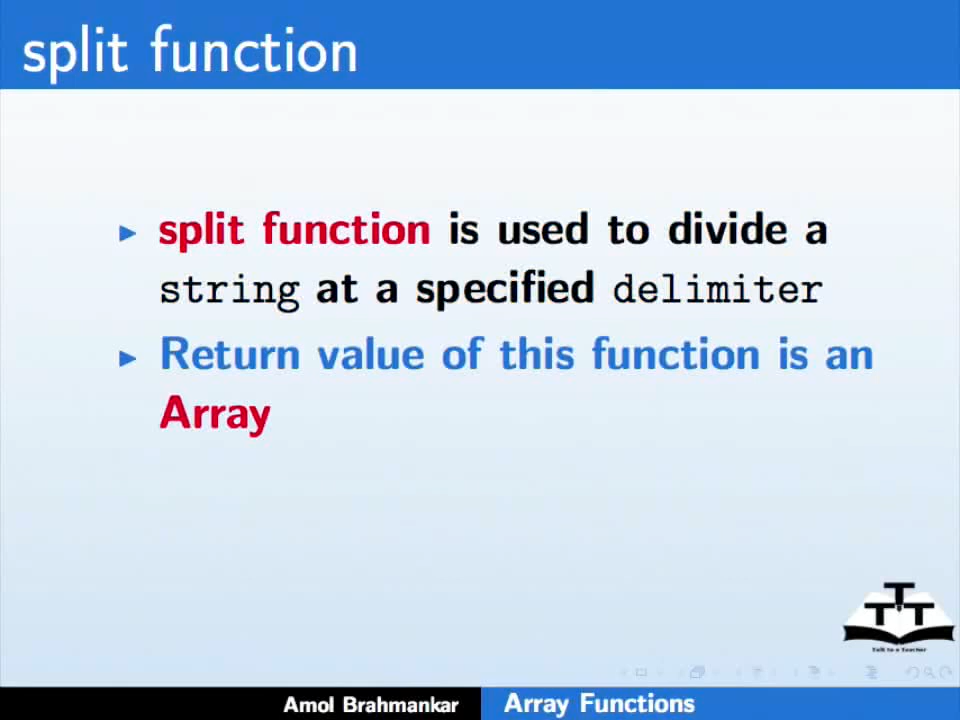 split function
split function is used to divide a
string at a specified delimiter
Return value of this function is an
Array
T
T T
Talk to a Teacher
Amol Brahmankar
Array Functions